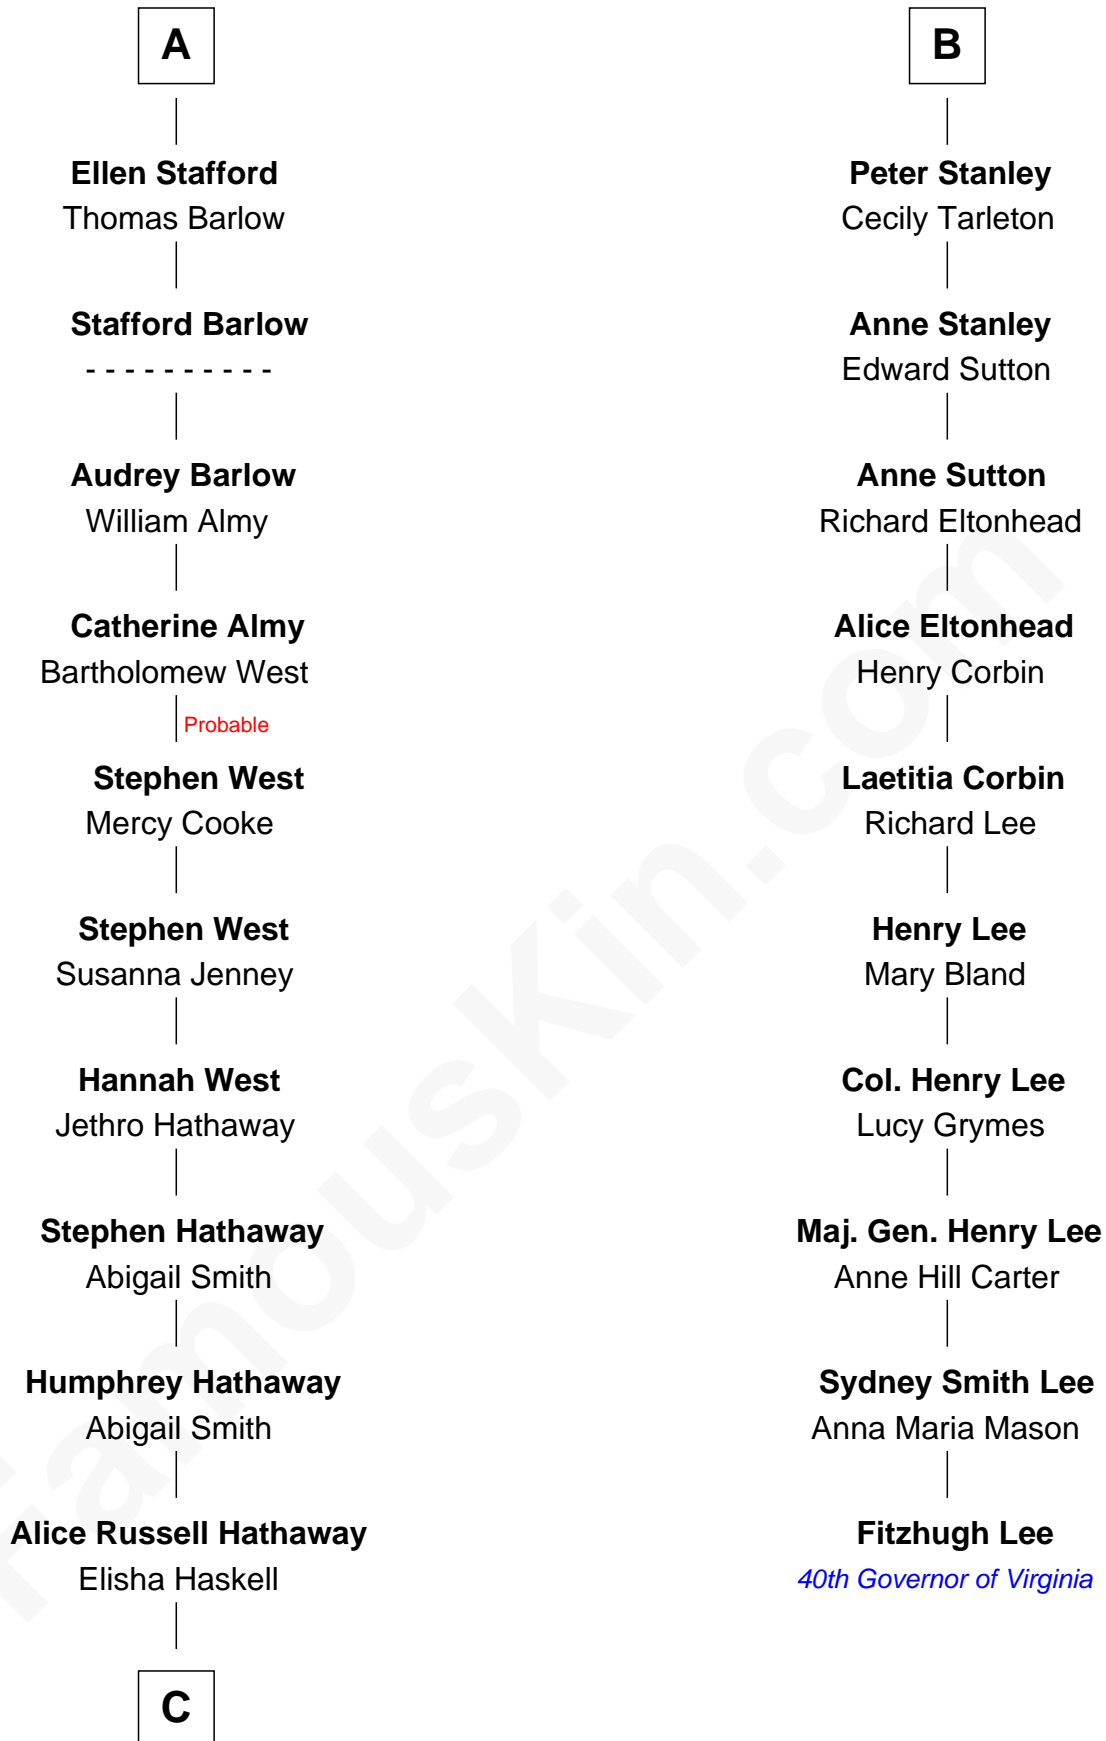 A
Ellen Stafford
Thomas Barlow
Stafford Barlow
- - - - - - - - - -
Audrey Barlow
William Almy
Catherine Almy
Bartholomew West
Probable
Stephen West
Mercy Cooke
Stephen West
Susanna Jenney
Hannah West
Jethro Hathaway
Stephen Hathaway
Abigail Smith
Humphrey Hathaway
Abigail Smith
Alice Russell Hathaway
Elisha Haskell
C
B
Peter Stanley
Cecily Tarleton
Anne Stanley
Edward Sutton
Anne Sutton
Richard Eltonhead
Alice Eltonhead
Henry Corbin
Laetitia Corbin
Richard Lee
Henry Lee
Mary Bland
Col. Henry Lee
Lucy Grymes
Maj. Gen. Henry Lee
Anne Hill Carter
Sydney Smith Lee
Anna Maria Mason
Fitzhugh Lee
40th Governor of Virginia
FamousKin.com